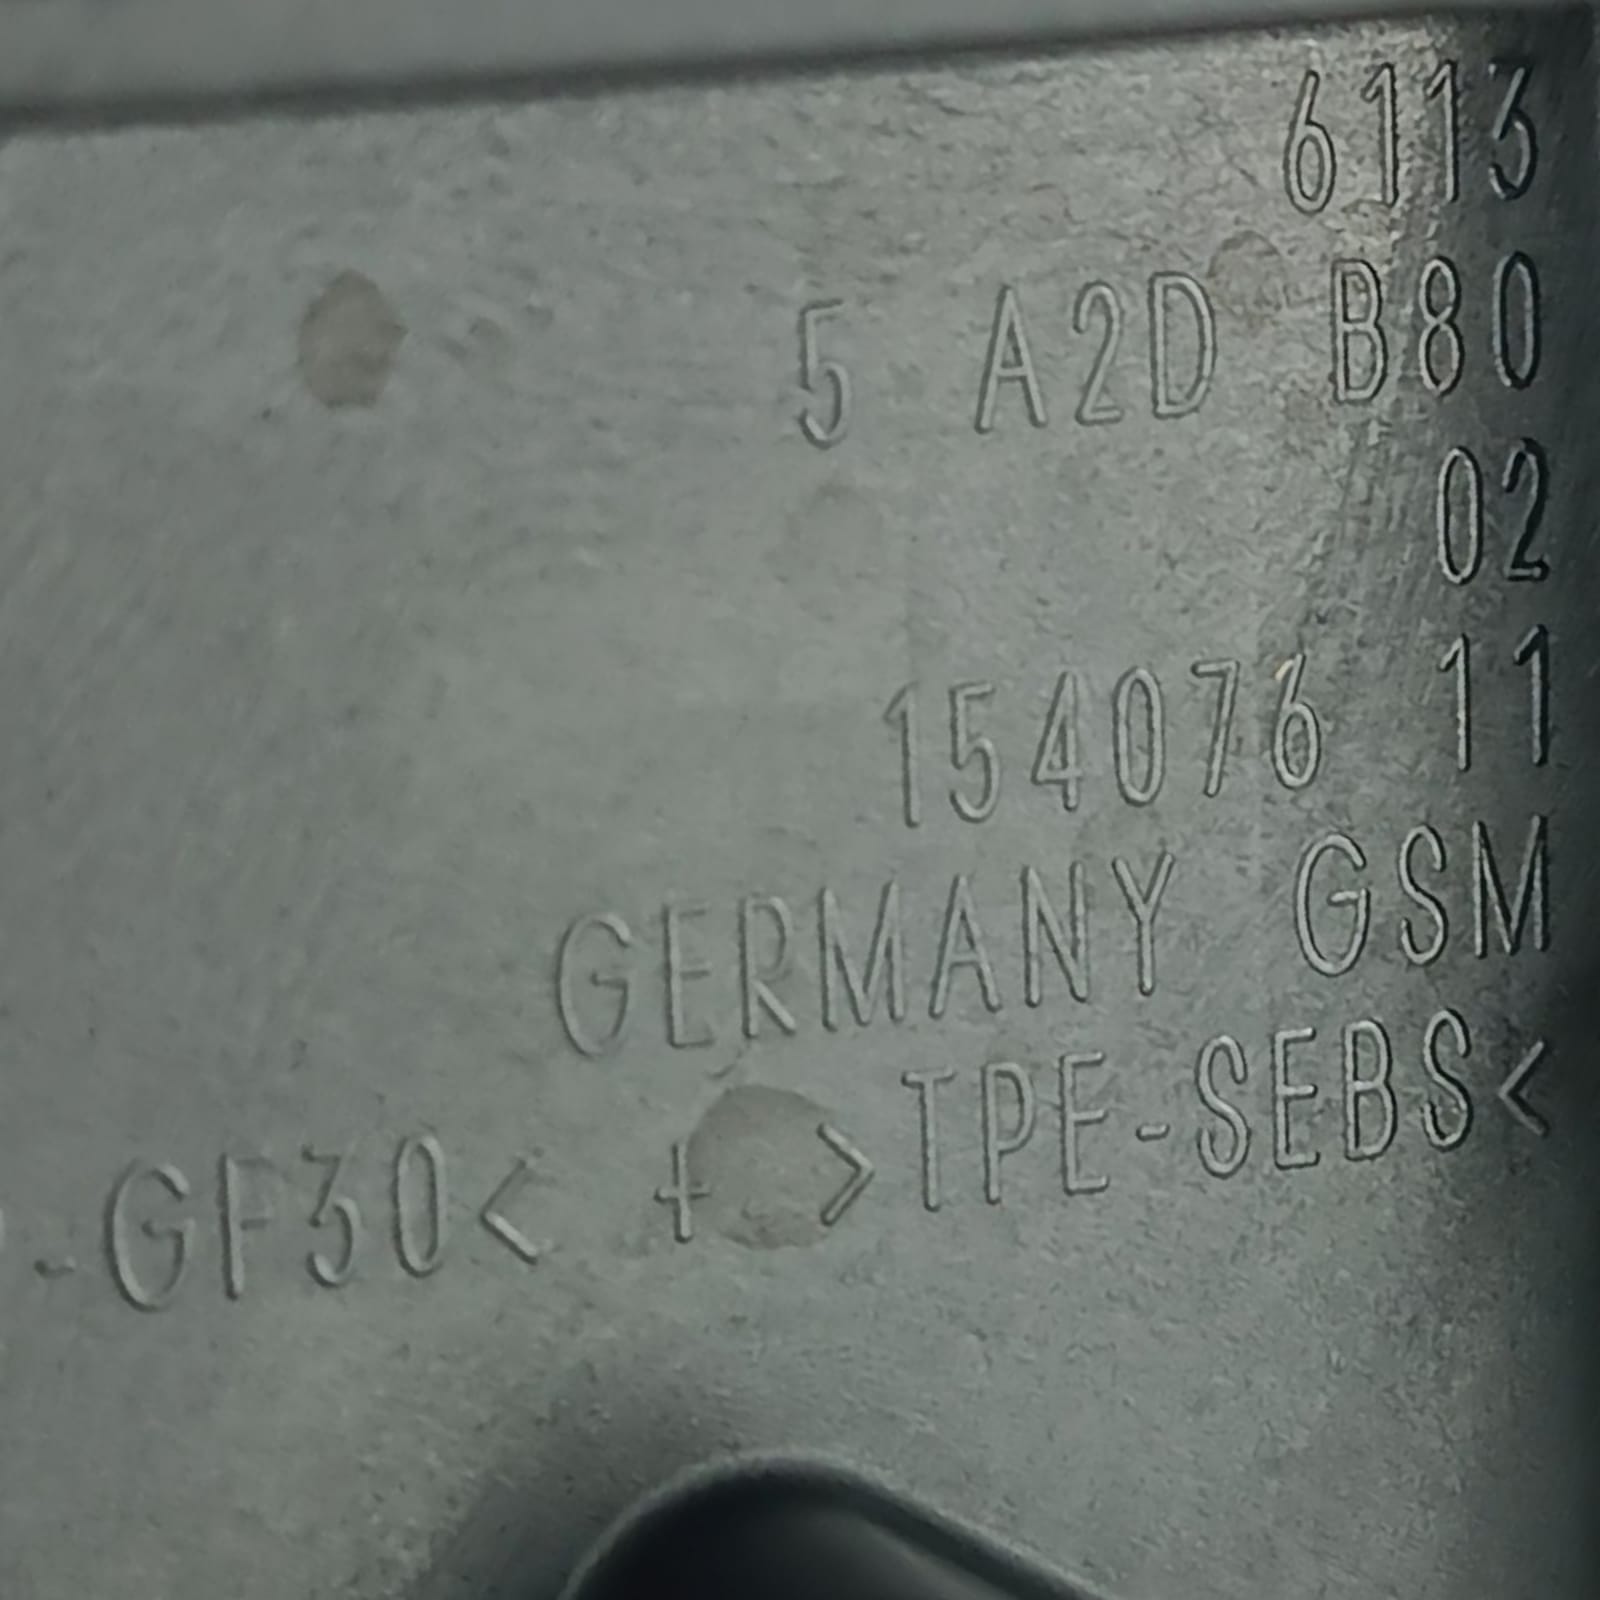 6113
5 A2D B80
02
154076 11
GERMANY GSM
-GF30< + >TPE-SEBS<